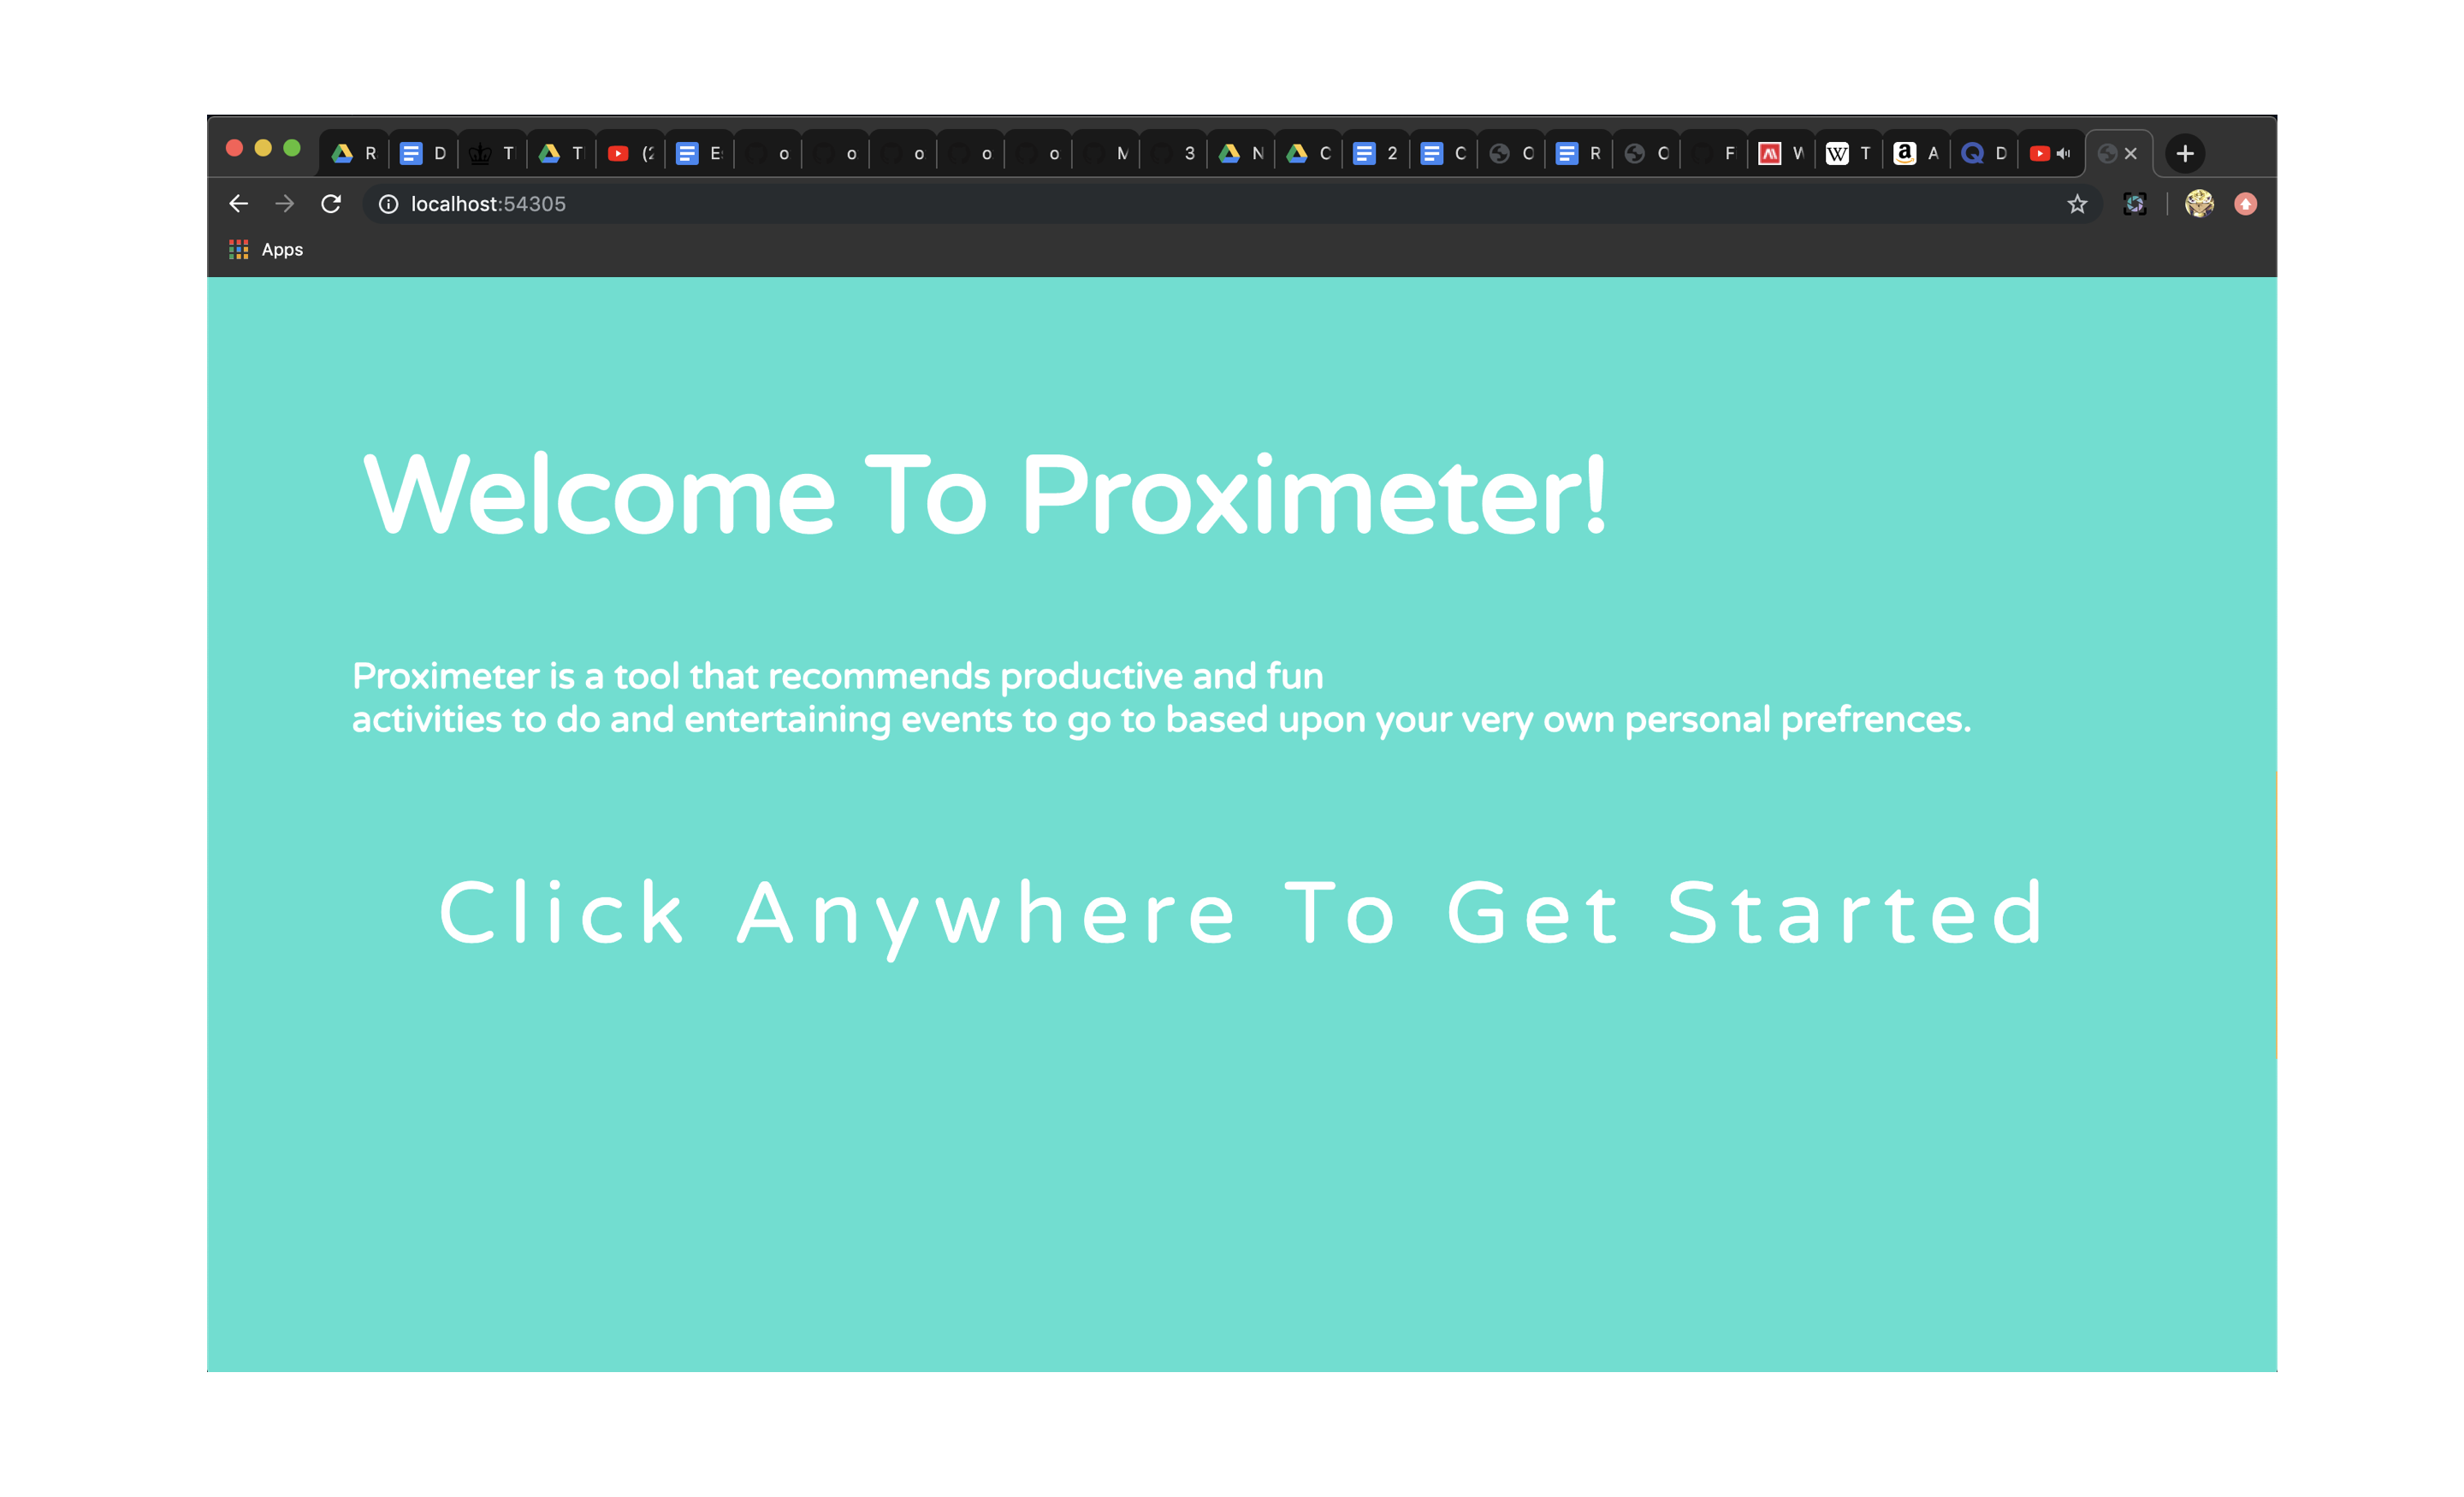 R D T T (2 E o o o o o M 3 N C 2 C C R C F W T A D
localhost:54305
Apps
Welcome To Proximeter!
Proximeter is a tool that recommends productive and fun
activities to do and entertaining events to go to based upon your very own personal prefrences.
Click Anywhere To Get Started